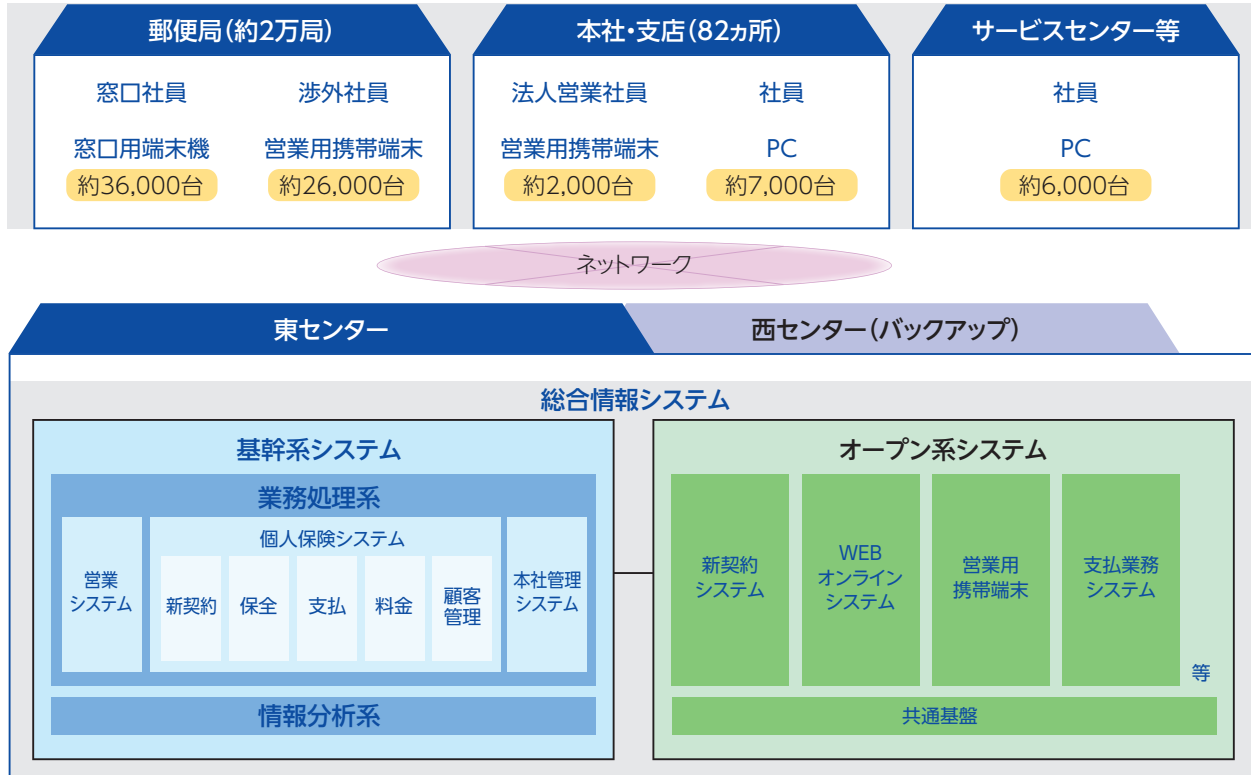 郵便局(約2万局)
窓口社員
渉外社員
窓口用端末機
営業用携帯端末
約36,000台
約26,000台
本社・支店(82ヵ所)
法人営業社員
社員
営業用携帯端末
PC
約2,000台
約7,000台
サービスセンター等
社員
PC
約6,000台
ネットワーク
東センター
西センター(バックアップ)
総合情報システム
基幹系システム
業務処理系
営業
システム
個人保険システム
新契約
保全
支払
料金
顧客
管理
本社管理
システム
情報分析系
オープン系システム
新契約
システム
WEB
オンライン
システム
営業用
携帯端末
支払業務
システム
等
共通基盤